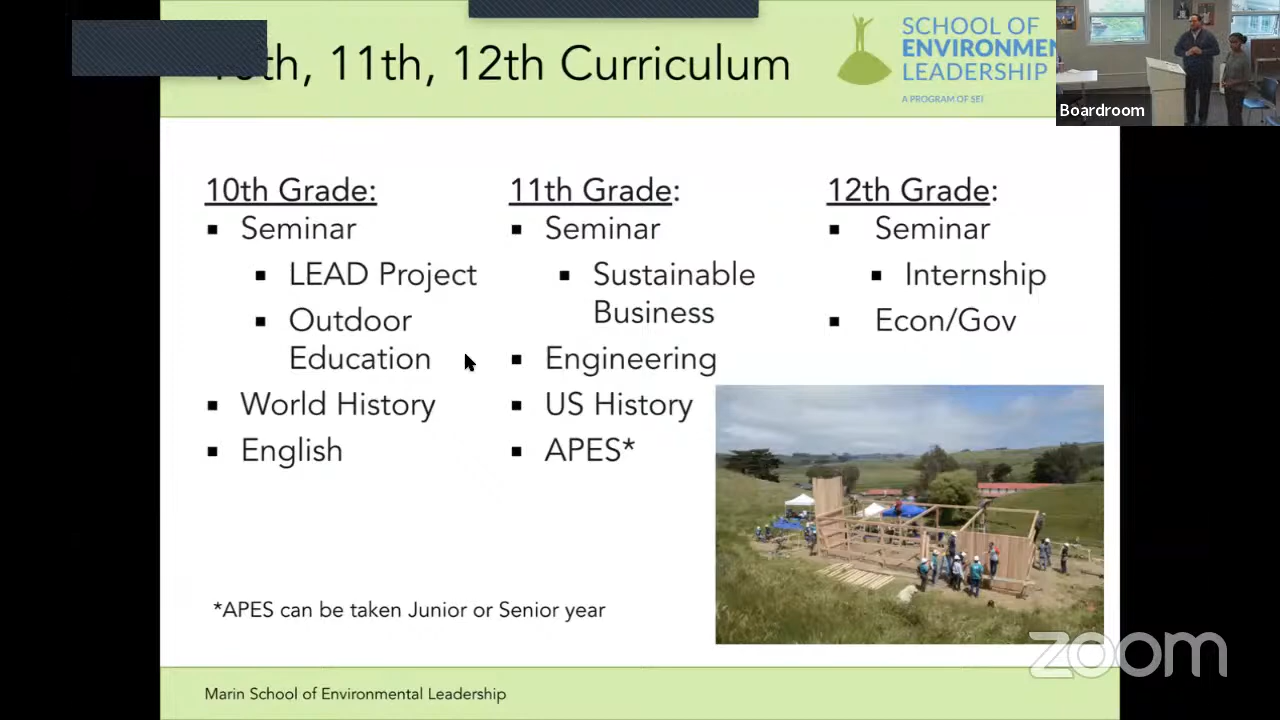 th, 11th, 12th Curriculum
SCHOOL OF
LEADERSHIP
A PROGRAM OF SEI
Boardroom
10th Grade:
▪ Seminar
▪ LEAD Project
▪ Outdoor
Education
▪ World History
▪ English
11th Grade:
▪ Seminar
▪ Sustainable
Business
▪ Engineering
▪ US History
▪ APES*
12th Grade:
▪ Seminar
▪ Internship
▪ Econ/Gov
*APES can be taken Junior or Senior year
zoom
Marin School of Environmental Leadership